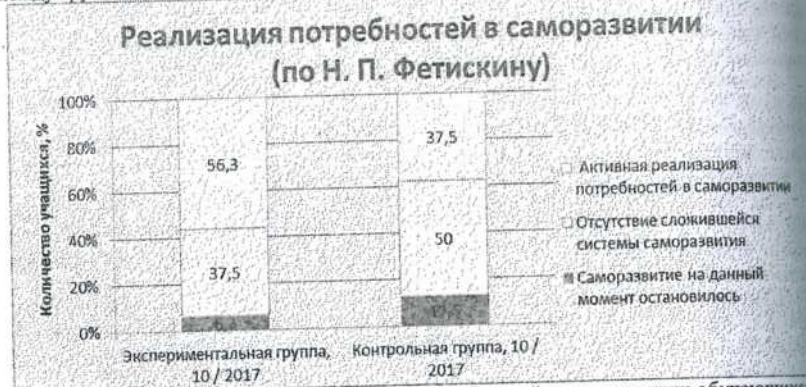 Реализация потребностей в саморазвитии
(по Н. П. Фетискину)
Количество учащихся, %
100%
80%
60%
40%
20%
0%
56,3
37,5
37,5
50
Экспериментальная группа,
10 / 2017
Контрольная группа, 10 /
2017
Активная реализация
потребностей в саморазвитии
Отсутствие сложившейся
системы саморазвития
Саморазвитие на данный
момент остановилось